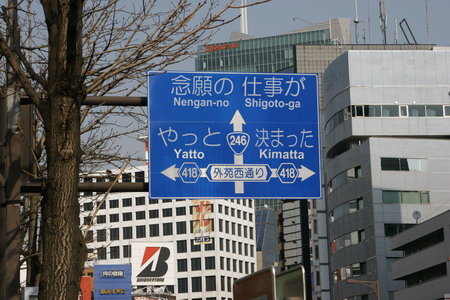 念願の 仕事が
Nengan-no Shigoto-ga
やっと 246 決まった
Yatto Kimatta
418 外苑西通り 418
BRIDGESTONE